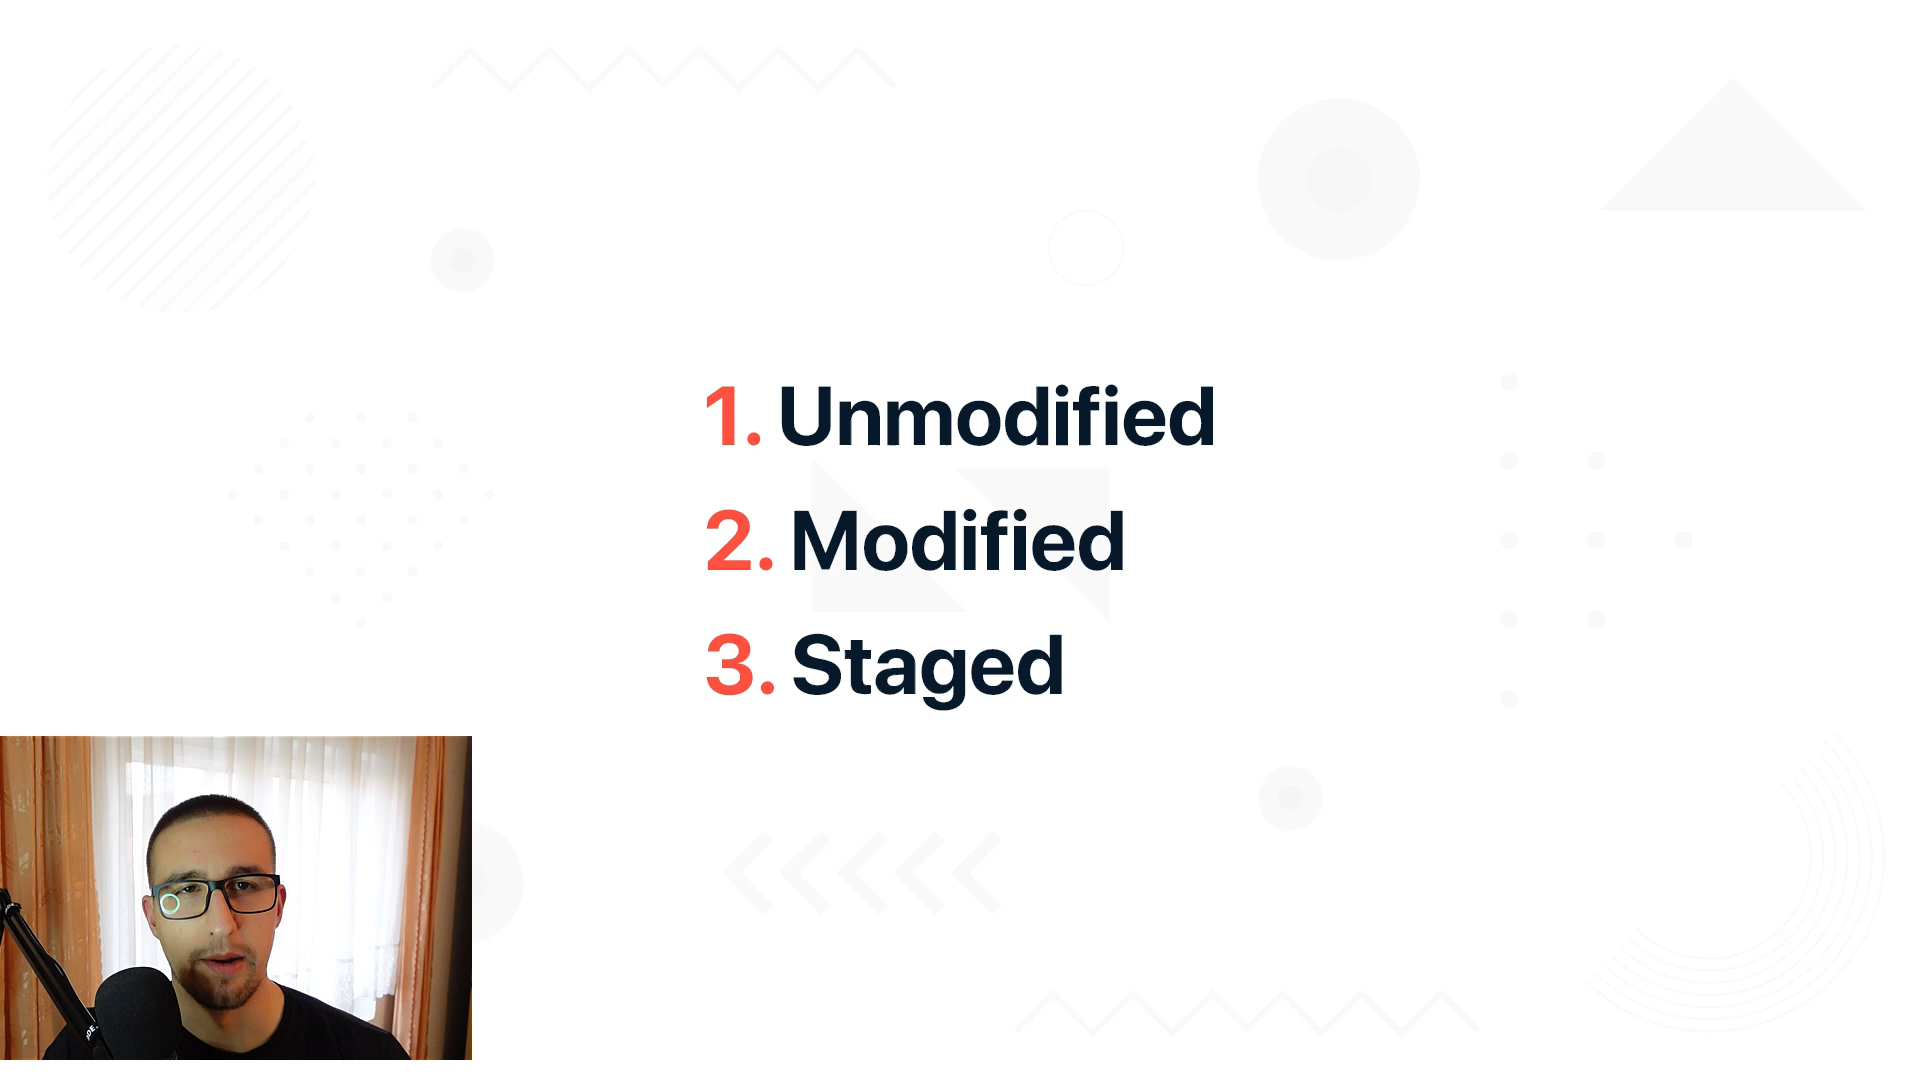 1. Unmodified
2. Modified
3. Staged